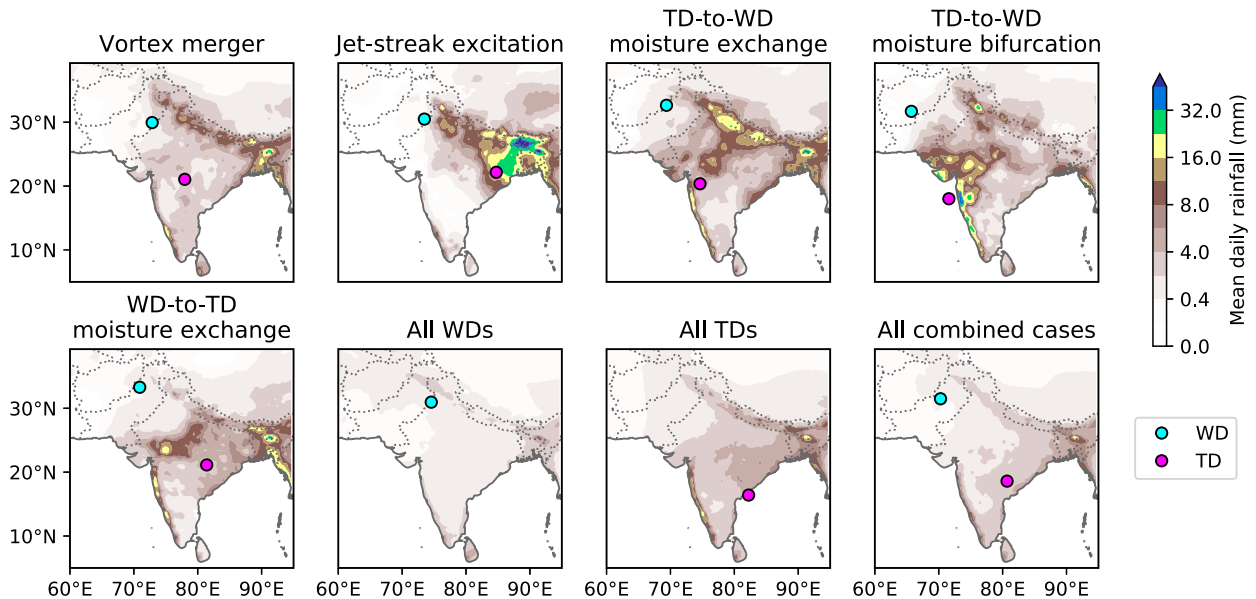 Vortex merger
Jet-streak excitation
TD-to-WD
moisture exchange
TD-to-WD
moisture bifurcation
30°N
20°N
10°N
32.0
16.0
8.0
4.0
0.4
0.0
Mean daily rainfall (mm)
WD-to-TD
moisture exchange
All WDs
All TDs
All combined cases
30°N
20°N
10°N
60°E 70°E 80°E 90°E
60°E 70°E 80°E 90°E
60°E 70°E 80°E 90°E
60°E 70°E 80°E 90°E
WD
TD